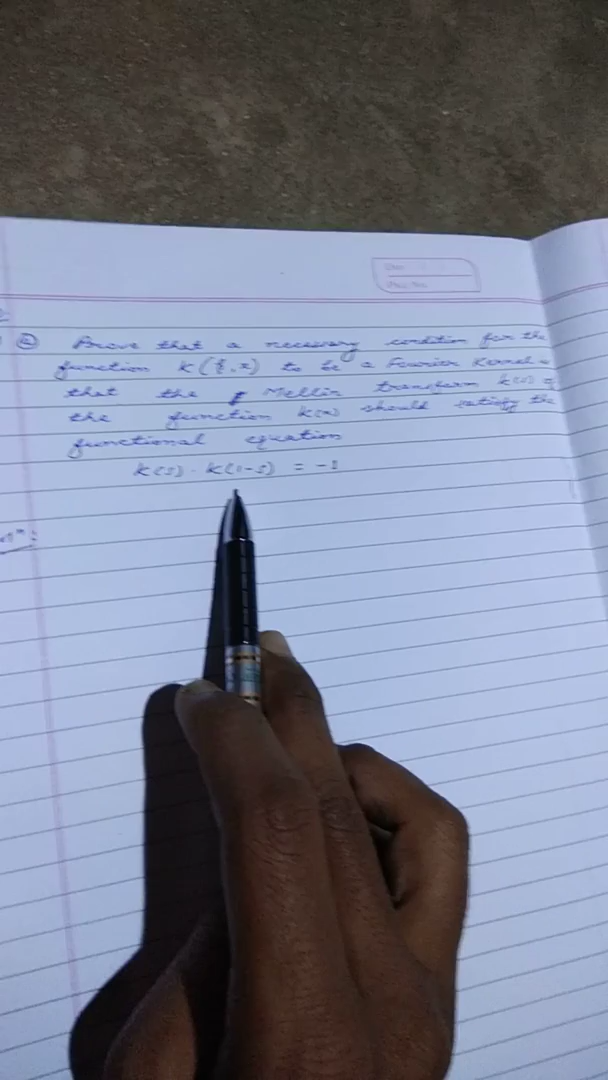 (a) Prove that a necessary condition for the
function K(ξ,x) to be a Fourier Kernel is
that the Mellin transform k(s) of
the function k(x) should satisfy the
functional equation
K(s) . K(1-s) = -1